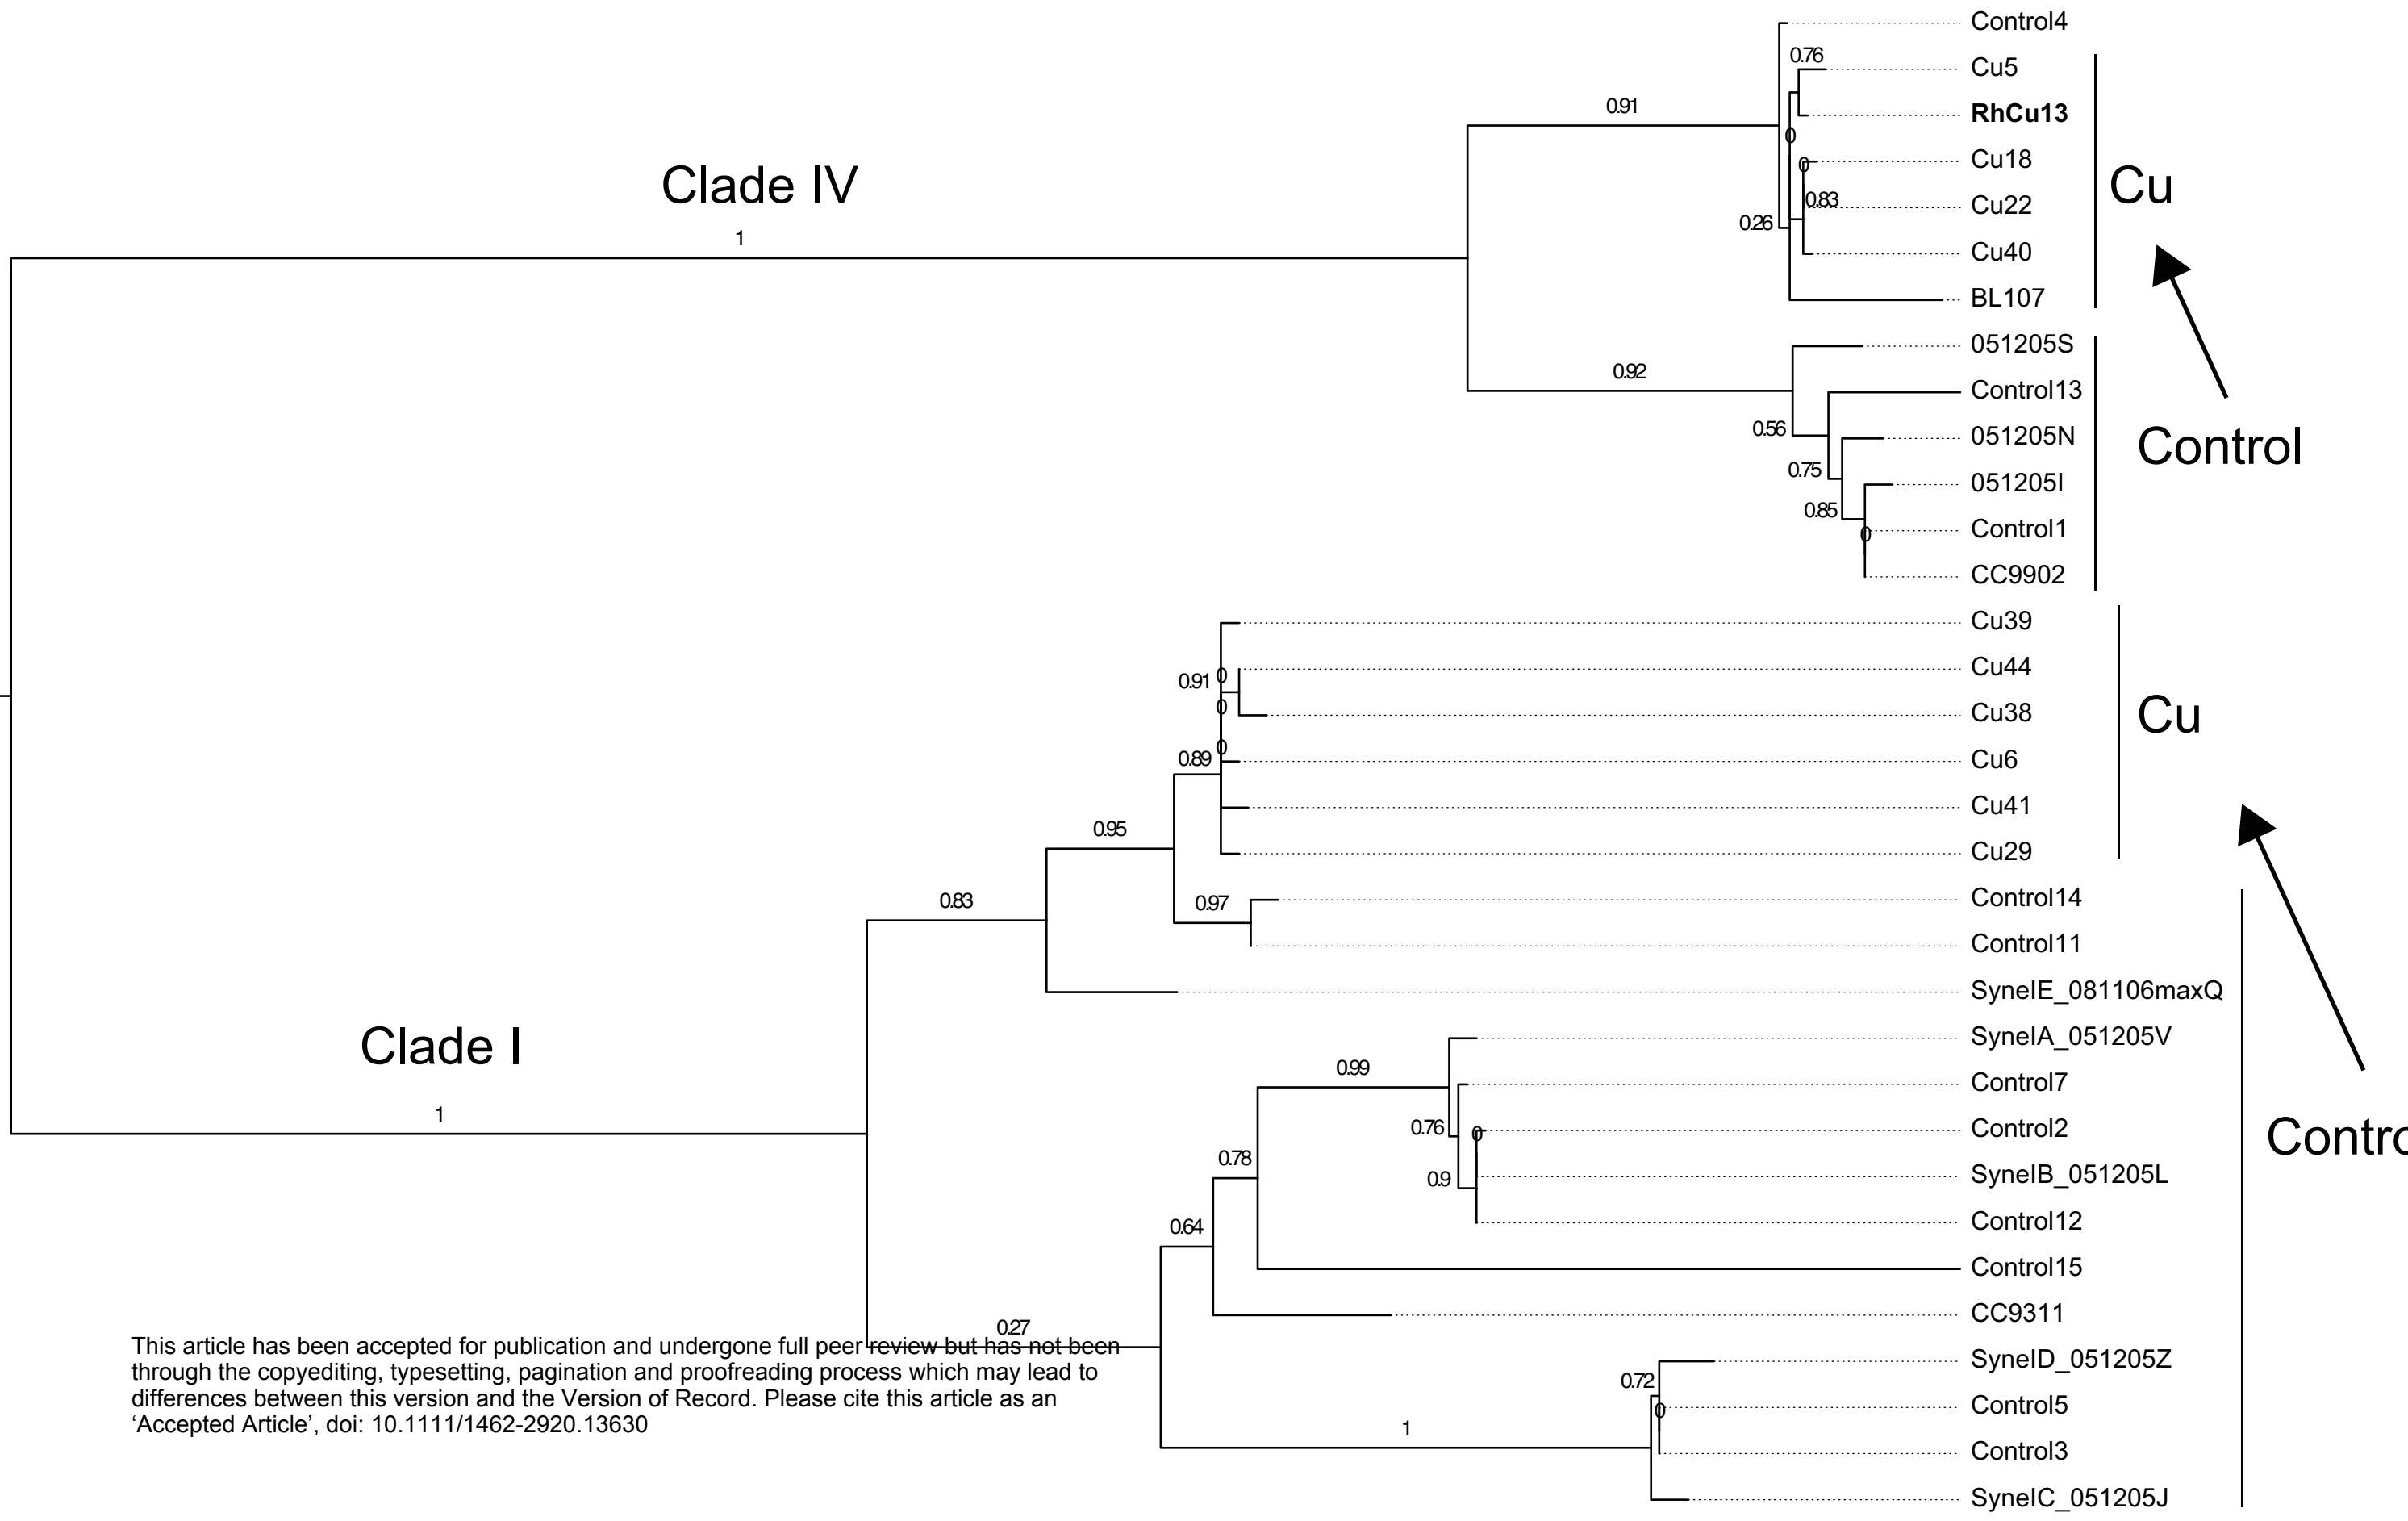 Control4
0.76
Cu5
0.91
RhCu13
0
Cu18
0
Clade IV
Cu
0.83
Cu22
0.26
1
Cu40
BL107
051205S
0.92
Control13
0.56
051205N
Control
0.75
051205I
0.85
Control1
0
CC9902
Cu39
Cu44
0.91
0
0
Cu38
Cu
0
0.89
Cu6
Cu41
0.95
Cu29
0.83
Control14
0.97
Control11
SyneIE_081106maxQ
Clade I
SyneIA_051205V
0.99
Control7
1
0.76
0
Control2
Contro
0.78
0.9
SyneIB_051205L
0.64
Control12
Control15
CC9311
0.27
This article has been accepted for publication and undergone full peer review but has not been
through the copyediting, typesetting, pagination and proofreading process which may lead to
differences between this version and the Version of Record. Please cite this article as an
‘Accepted Article’, doi: 10.1111/1462-2920.13630
SyneID_051205Z
0.72
0
Control5
1
Control3
SyneIC_051205J